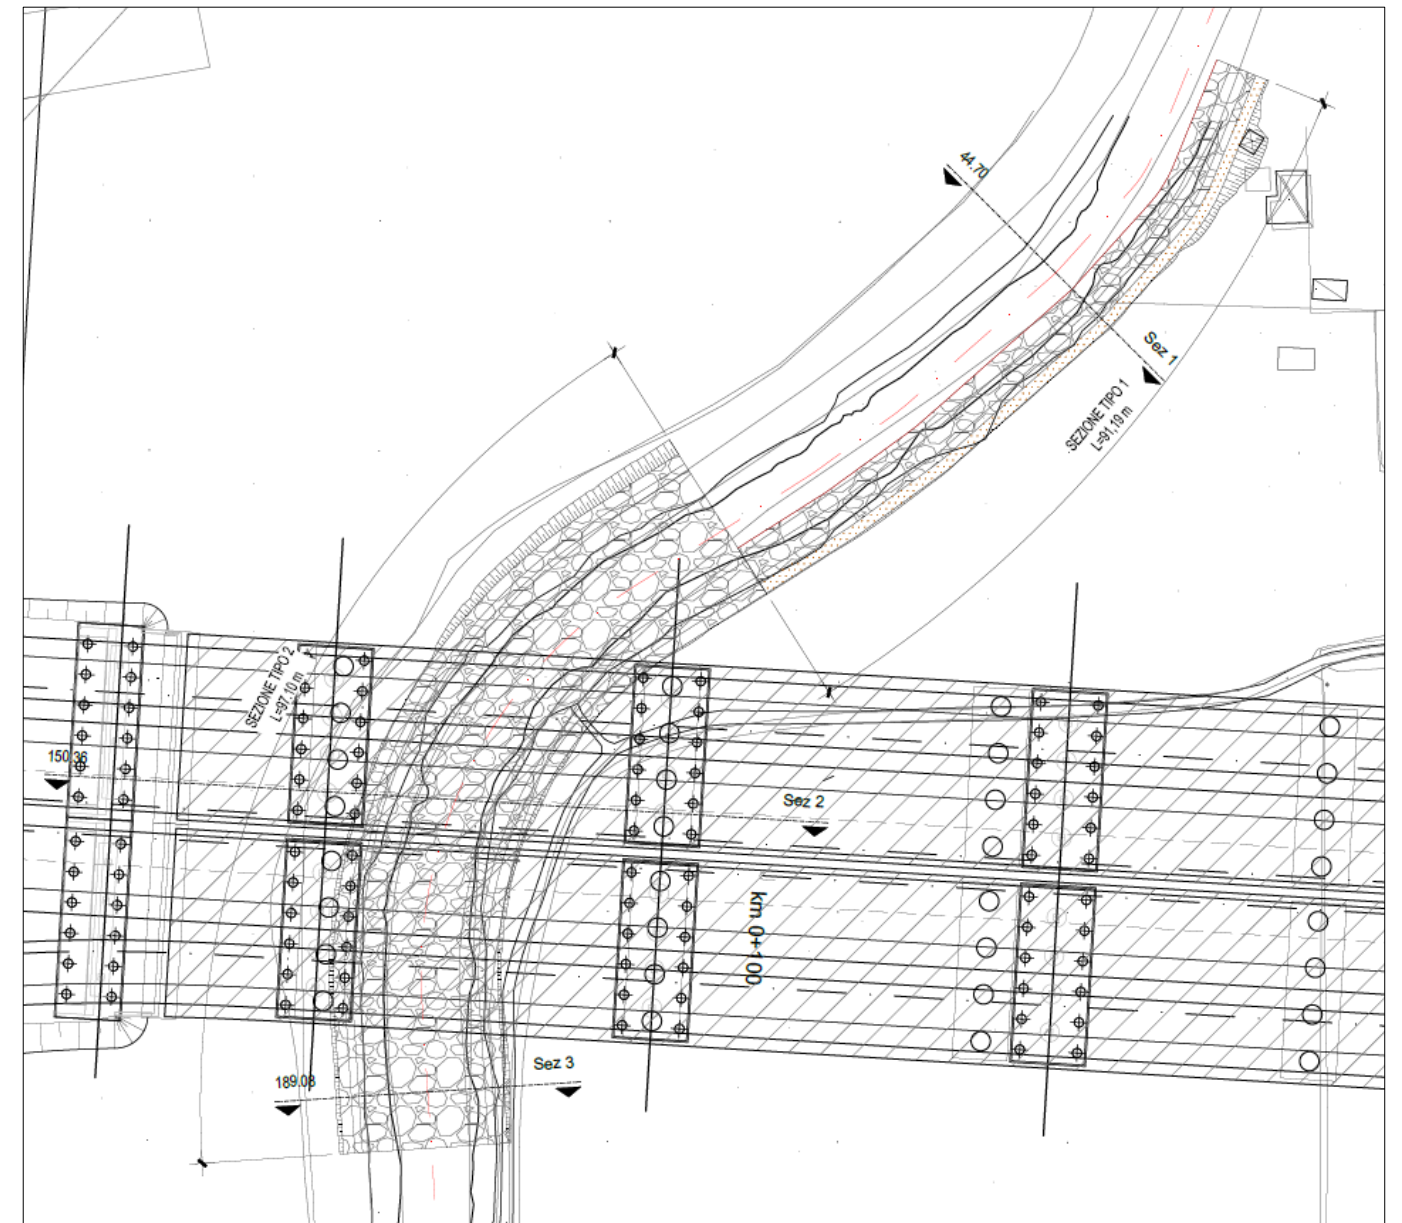 44.70
Sez 1
SEZIONE TIPO 1
L=91,19 m
SEZIONE TIPO 2
L=97,10 m
150.36
Sez 2
km 0+100
Sez 3
189.08